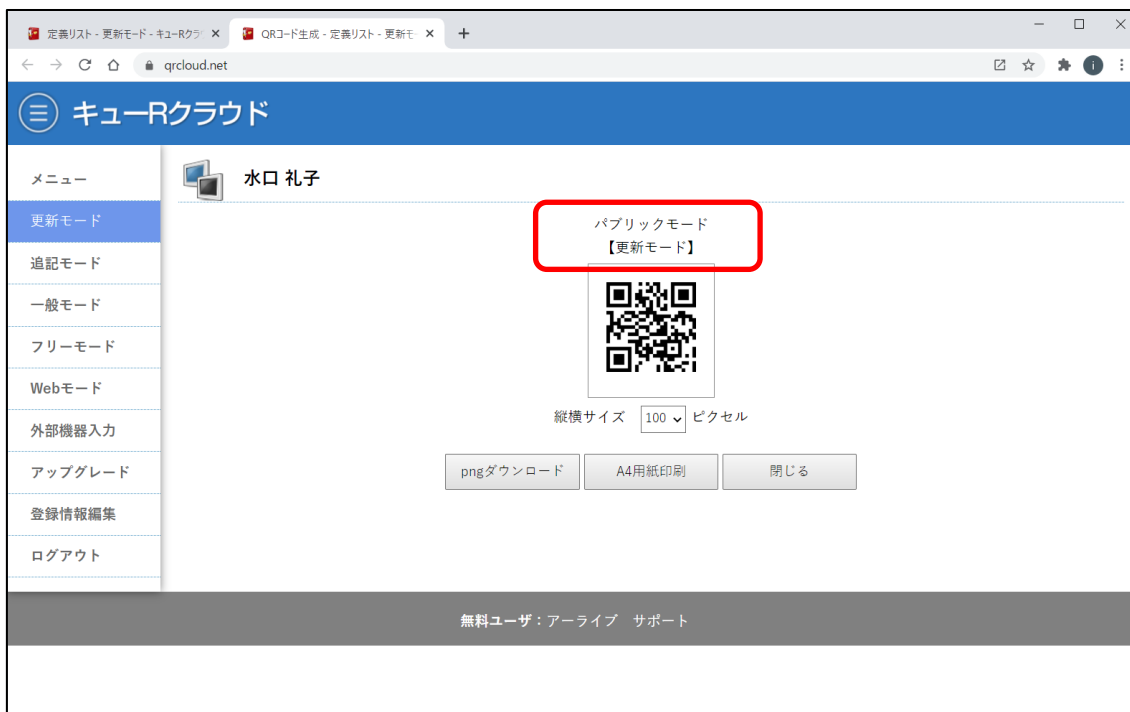 定義リスト - 更新モード - キューRクラ
QRコード生成 - 定義リスト - 更新モ
qrcloud.net
i
キューRクラウド
メニュー
水口 礼子
更新モード
パブリックモード
【更新モード】
追記モード
一般モード
フリーモード
Webモード
縦横サイズ 100 ピクセル
外部機器入力
アップグレード
pngダウンロード A4用紙印刷 閉じる
登録情報編集
ログアウト
無料ユーザ：アーライブ サポート